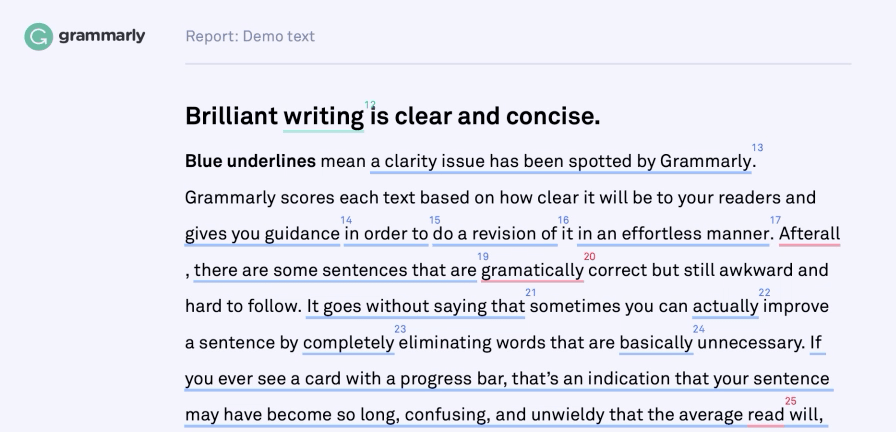 grammarly
Report: Demo text
Brilliant writing 12 is clear and concise.
Blue underlines mean a clarity issue has been spotted by Grammarly 13.
Grammarly scores each text based on how clear it will be to your readers and
gives you guidance 14 in order to 15 do a revision of 16 it in an effortless manner 17. Afterall
, there are some sentences that are 19 gramatically 20 correct but still awkward and
hard to follow. It goes without saying that 21 sometimes you can actually 22 improve
a sentence by completely 23 eliminating words that are basically 24 unnecessary. If
you ever see a card with a progress bar, that's an indication that your sentence
may have become so long, confusing, and unwieldy that the average read 25 will,